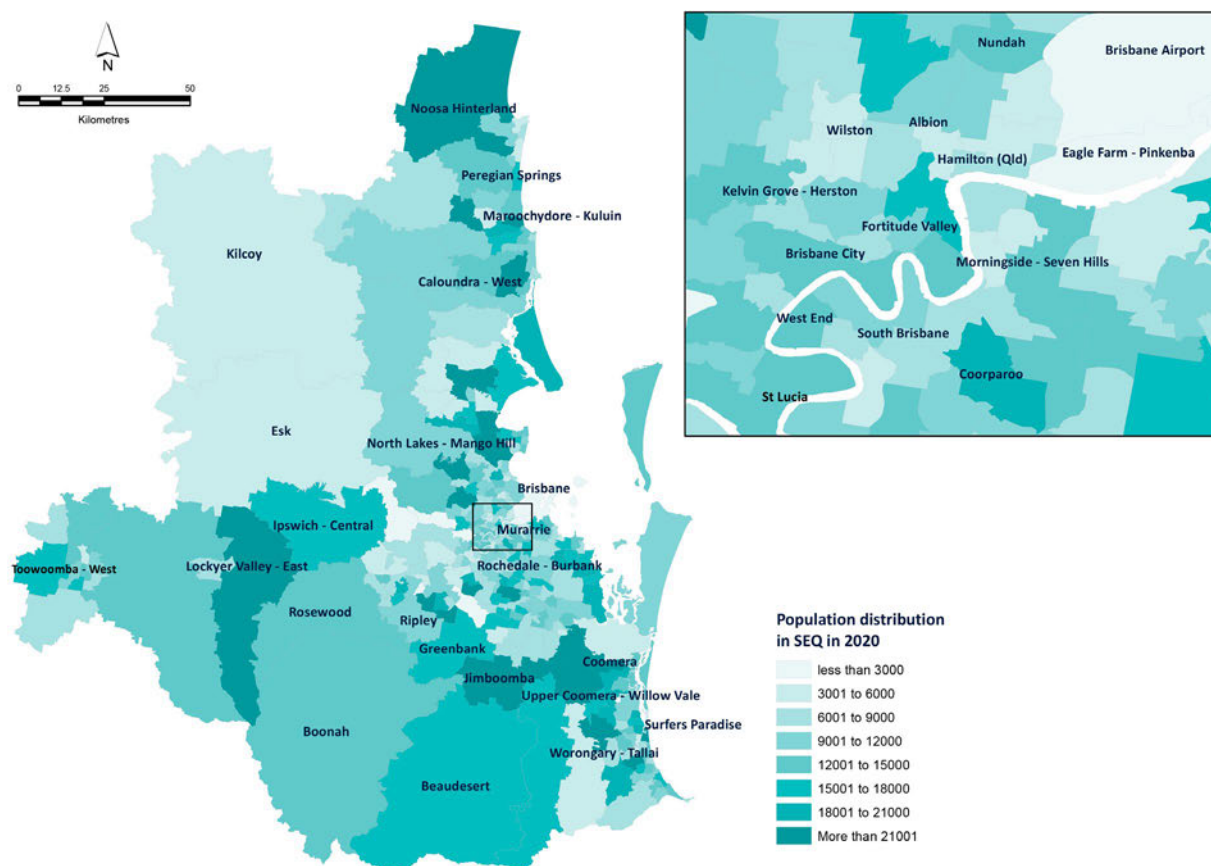 N
0 12.5 25 50
Kilometres
Noosa Hinterland
Peregian Springs
Maroochydore - Kuluin
Kilcoy
Caloundra - West
Esk
North Lakes - Mango Hill
Brisbane
Ipswich - Central
Murarrie
Toowoomba - West
Lockyer Valley - East
Rochedale - Burbank
Rosewood
Ripley
Greenbank
Coomera
Jimboomba
Upper Coomera - Willow Vale
Surfers Paradise
Boonah
Worongary - Tallai
Beaudesert
Nundah
Brisbane Airport
Albion
Wilston
Hamilton (Qld)
Eagle Farm - Pinkenba
Kelvin Grove - Herston
Fortitude Valley
Brisbane City
Morningside - Seven Hills
West End
South Brisbane
Coorparoo
St Lucia
Population distribution
in SEQ in 2020
less than 3000
3001 to 6000
6001 to 9000
9001 to 12000
12001 to 15000
15001 to 18000
18001 to 21000
More than 21001